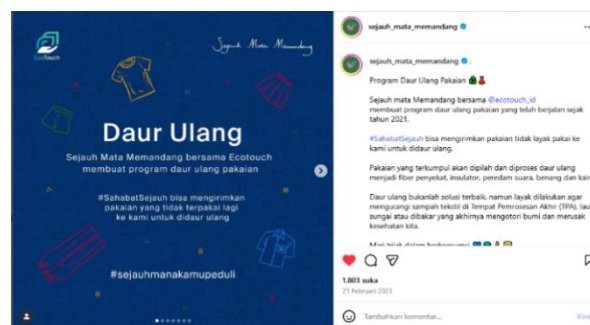 EcoTouch
Sejauh Mata Memandang
Daur Ulang
Sejauh Mata Memandang bersama Ecotouch
membuat program daur ulang pakaian
#SahabatSejauh bisa mengirimkan
pakaian yang tidak terpakai lagi
ke kami untuk didaur ulang
#sejauhmanakamupeduli
sejauh_mata_memandang
sejauh_mata_memandang
Program Daur Ulang Pakaian
Sejauh mata Memandang bersama @ecotouch_id
membuat program daur ulang pakaian yang telah berjalan sejak
tahun 2021.
#SahabatSejauh bisa mengirimkan pakaian tidak layak pakai ke
kami untuk didaur ulang.
Pakaian yang terkumpul akan dipilah dan diproses daur ulang
menjadi fiber penyekat, insulator, peredam suara, benang dan kain
Daur ulang bukanlah solusi terbaik, namun layak dilakukan agar
mengurangi sampah tekstil di Tempat Pemrosesan Akhir (TPA), lau
sungai atau dibakar yang akhirnya mengotori bumi dan merusak
kesehatan kita.
1.803 suka
21 Februari 2023
Tambahkan komentar...
Kirim